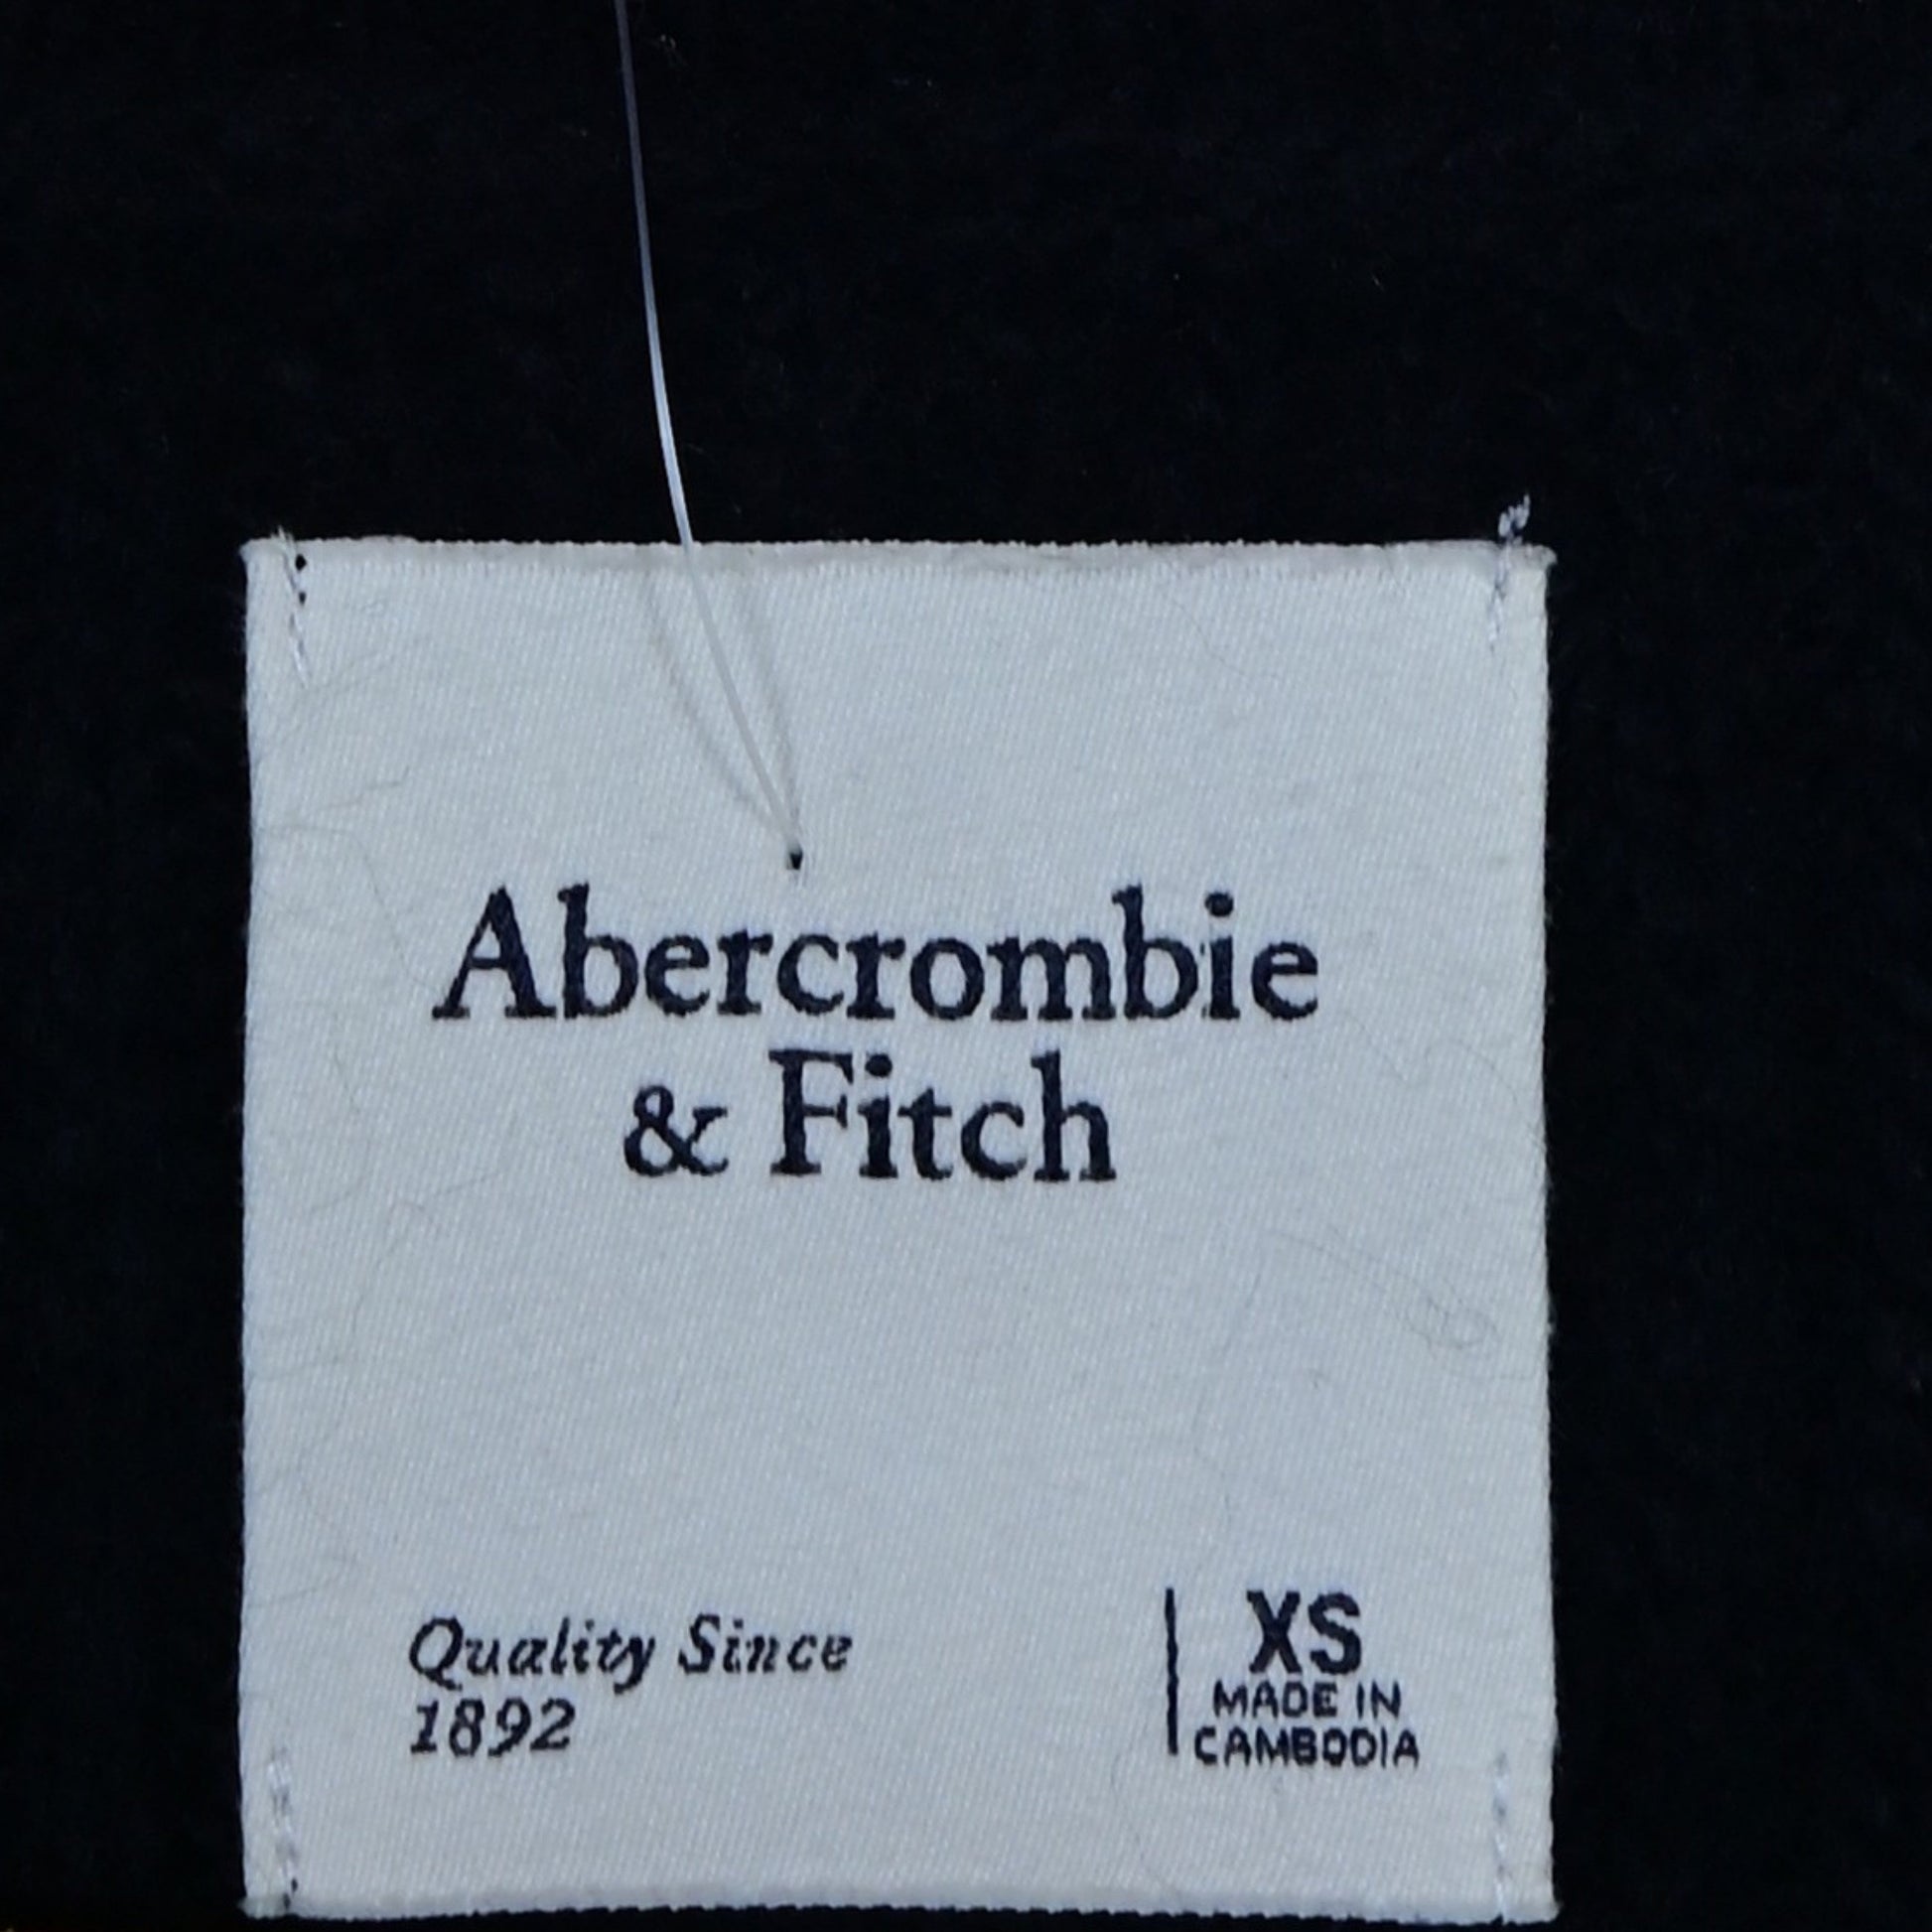 Abercrombie
& Fitch
Quality Since
1892
XS
MADE IN
CAMBODIA